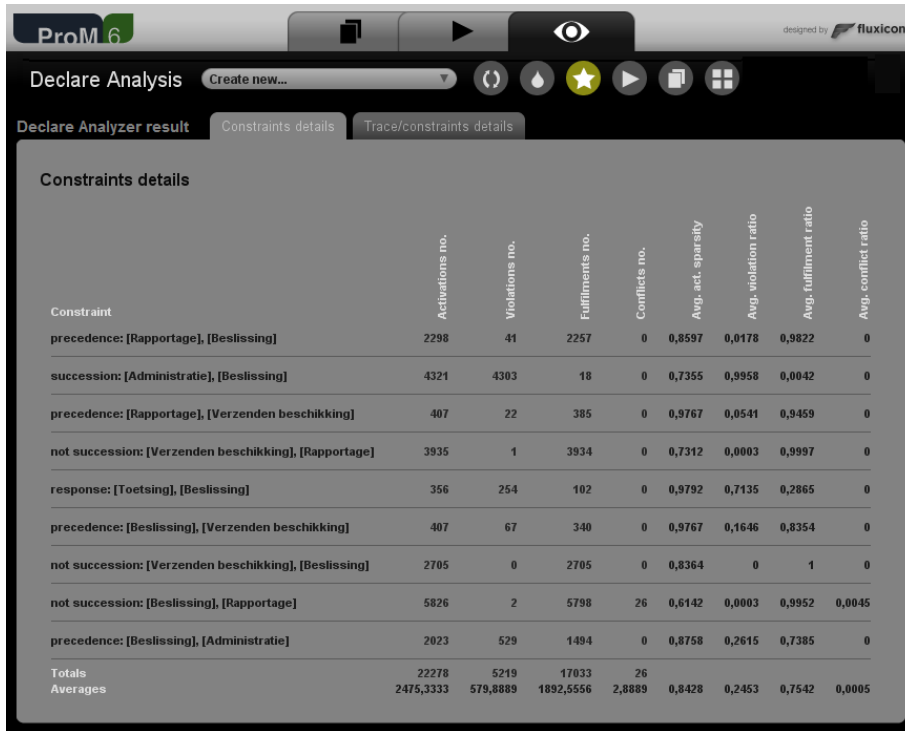 ProM 6
designed by fluxicon
Declare Analysis Create new...
Declare Analyzer result Constraints details Trace/constraints details
Constraints details
Constraint Activations no. Violations no. Fulfilments no. Conflicts no. Avg. act. sparsity Avg. violation ratio Avg. fulfilment ratio Avg. conflict ratio
precedence: [Rapportage], [Beslissing] 2298 41 2257 0 0,8597 0,0178 0,9822 0
succession: [Administratie], [Beslissing] 4321 4303 18 0 0,7355 0,9958 0,0042 0
precedence: [Rapportage], [Verzenden beschikking] 407 22 385 0 0,9767 0,0541 0,9459 0
not succession: [Verzenden beschikking], [Rapportage] 3935 1 3934 0 0,7312 0,0003 0,9997 0
response: [Toetsing], [Beslissing] 356 254 102 0 0,9792 0,7135 0,2865 0
precedence: [Beslissing], [Verzenden beschikking] 407 67 340 0 0,9767 0,1646 0,8354 0
not succession: [Verzenden beschikking], [Beslissing] 2705 0 2705 0 0,8364 0 1 0
not succession: [Beslissing], [Rapportage] 5826 2 5798 26 0,6142 0,0003 0,9952 0,0045
precedence: [Beslissing], [Administratie] 2023 529 1494 0 0,8758 0,2615 0,7385 0
Totals 22278 5219 17033 26
Averages 2475,3333 579,8889 1892,5556 2,8889 0,8428 0,2453 0,7542 0,0005